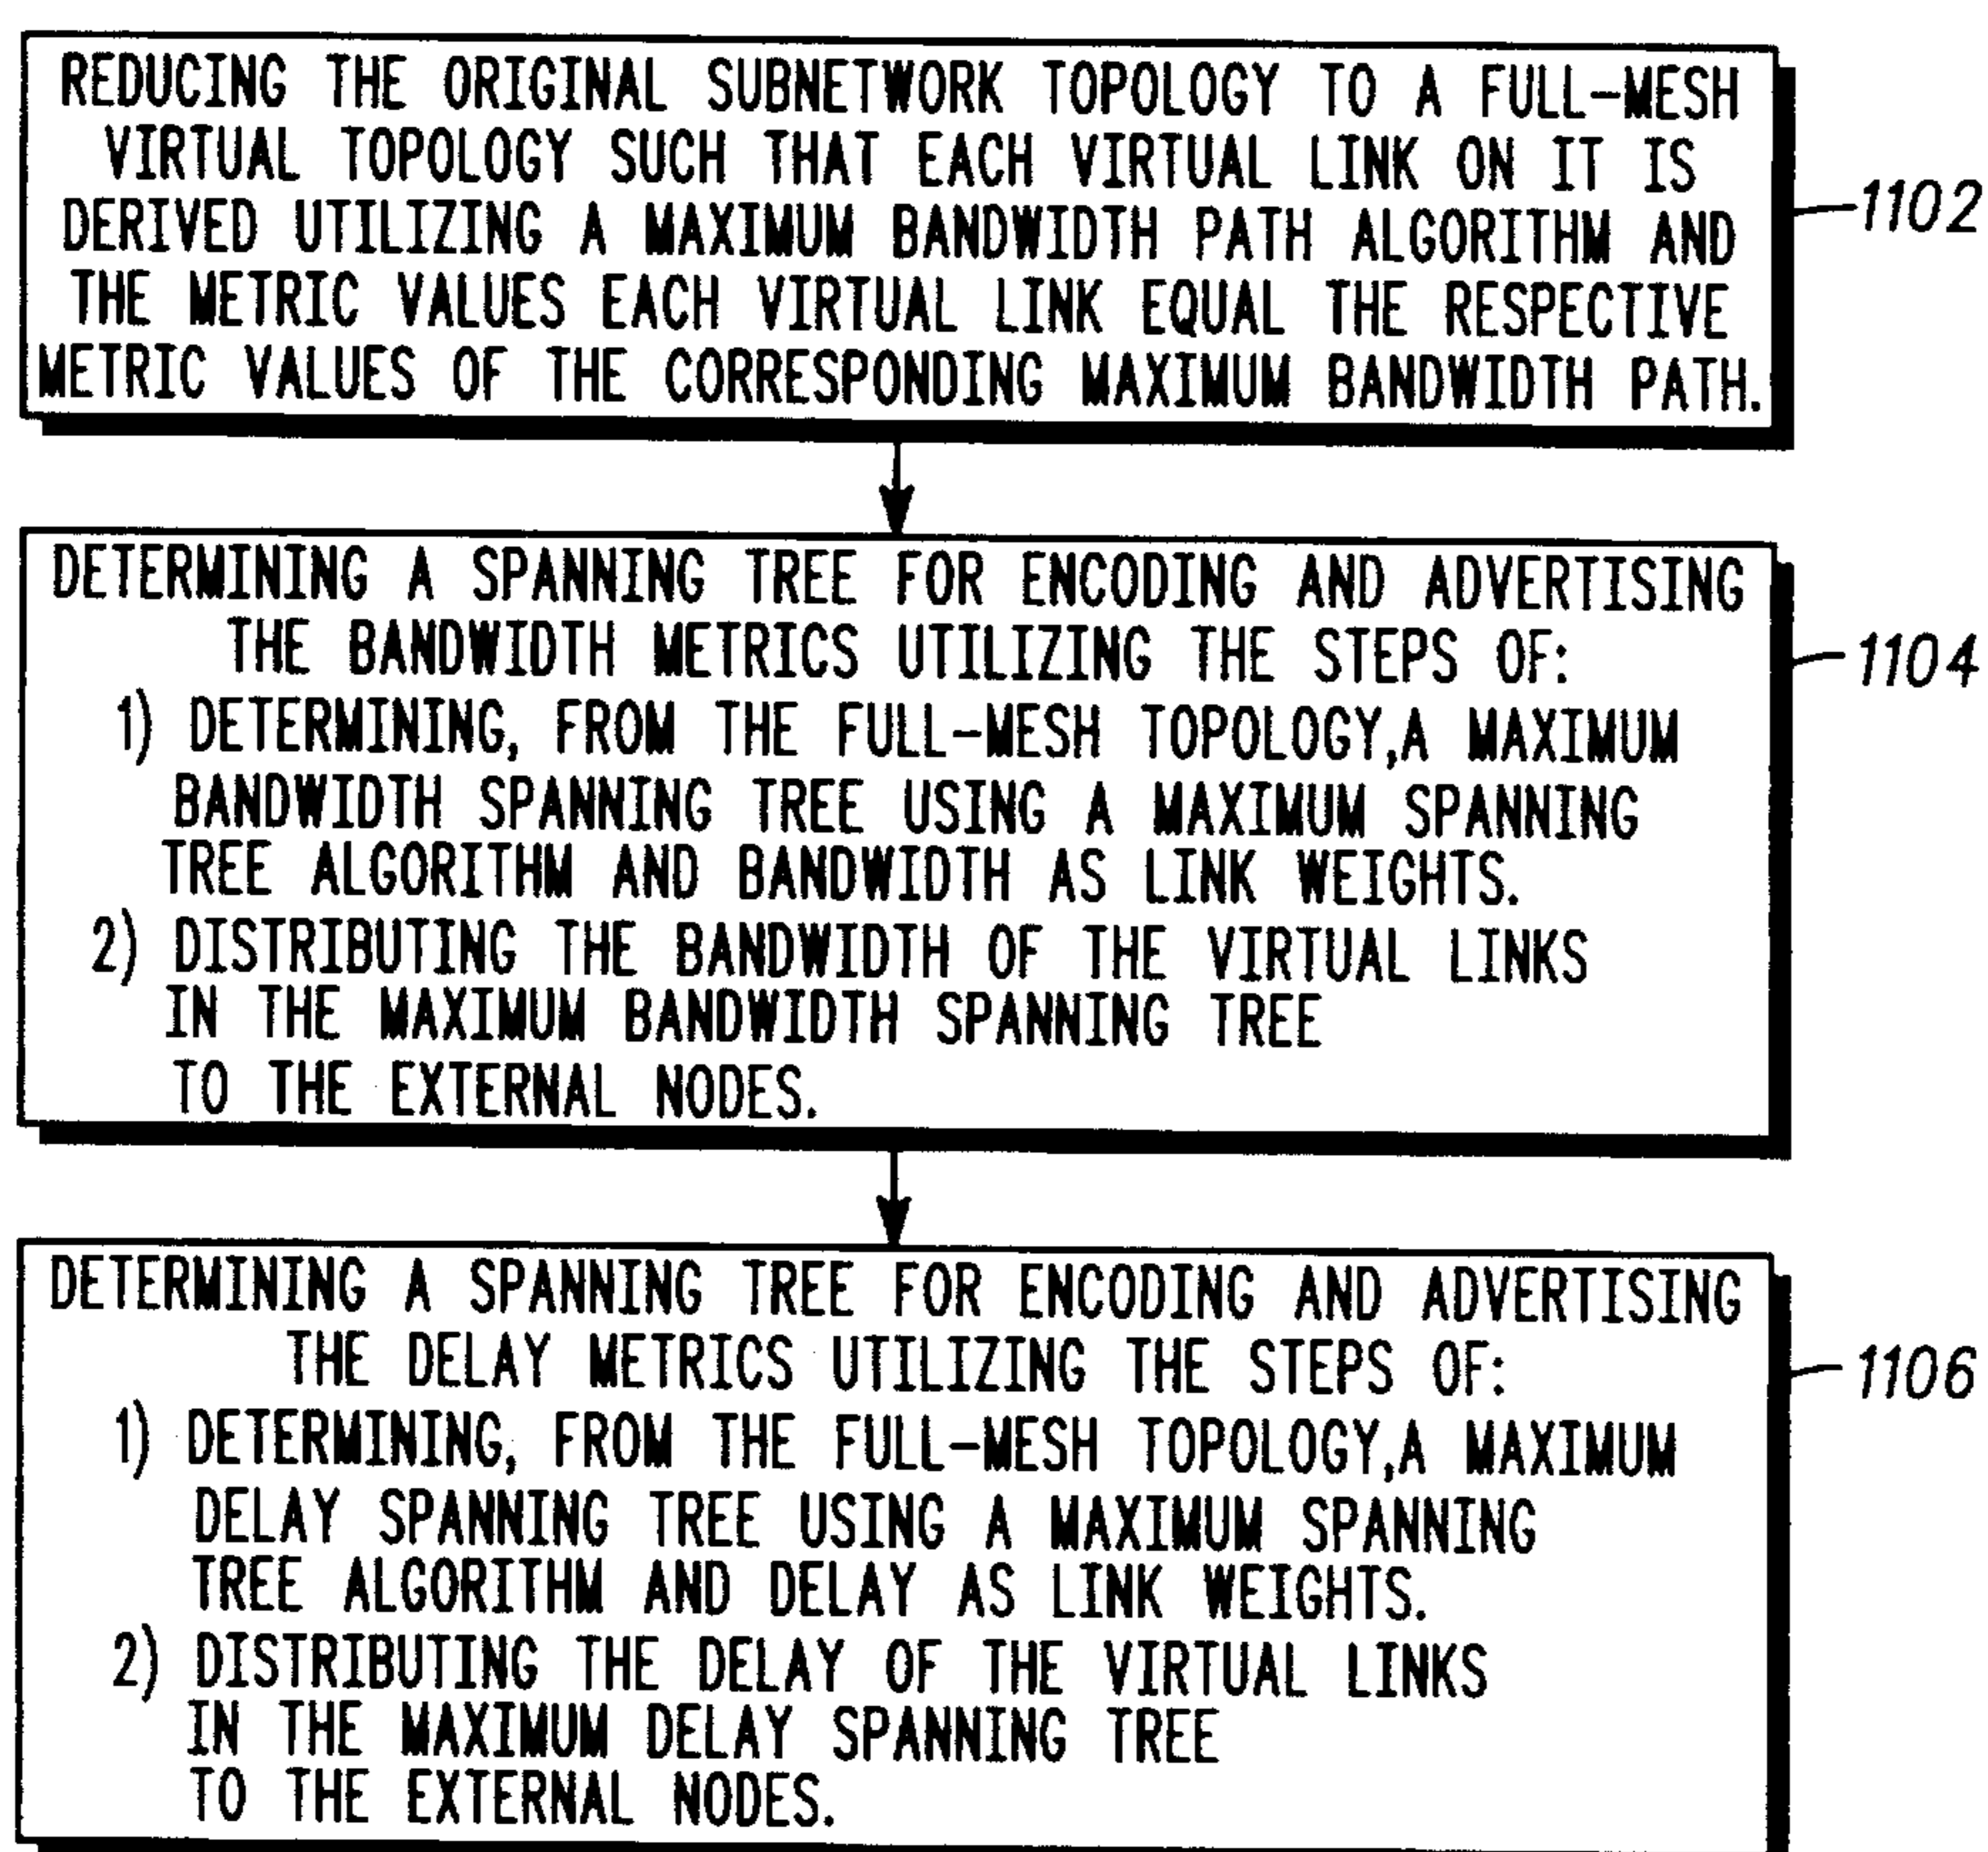 REDUCING THE ORIGINAL SUBNETWORK TOPOLOGY TO A FULL-MESH
VIRTUAL TOPOLOGY SUCH THAT EACH VIRTUAL LINK ON IT IS
DERIVED UTILIZING A MAXIMUM BANDWIDTH PATH ALGORITHM AND
THE METRIC VALUES EACH VIRTUAL LINK EQUAL THE RESPECTIVE
METRIC VALUES OF THE CORRESPONDING MAXIMUM BANDWIDTH PATH.
1102
DETERMINING A SPANNING TREE FOR ENCODING AND ADVERTISING
THE BANDWIDTH METRICS UTILIZING THE STEPS OF:
1104
1) DETERMINING, FROM THE FULL-MESH TOPOLOGY,A MAXIMUM
BANDWIDTH SPANNING TREE USING A MAXIMUM SPANNING
TREE ALGORITHM AND BANDWIDTH AS LINK WEIGHTS.
2) DISTRIBUTING THE BANDWIDTH OF THE VIRTUAL LINKS
IN THE MAXIMUM BANDWIDTH SPANNING TREE
TO THE EXTERNAL NODES.
DETERMINING A SPANNING TREE FOR ENCODING AND ADVERTISING
THE DELAY METRICS UTILIZING THE STEPS OF:
1106
1) DETERMINING, FROM THE FULL-MESH TOPOLOGY,A MAXIMUM
DELAY SPANNING TREE USING A MAXIMUM SPANNING
TREE ALGORITHM AND DELAY AS LINK WEIGHTS.
2) DISTRIBUTING THE DELAY OF THE VIRTUAL LINKS
IN THE MAXIMUM DELAY SPANNING TREE
TO THE EXTERNAL NODES.